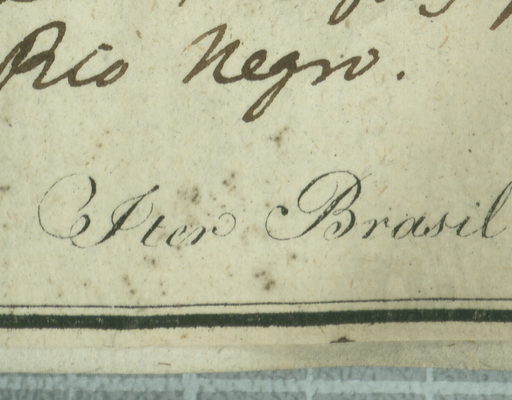 Rio Negro.
Iter Brasil